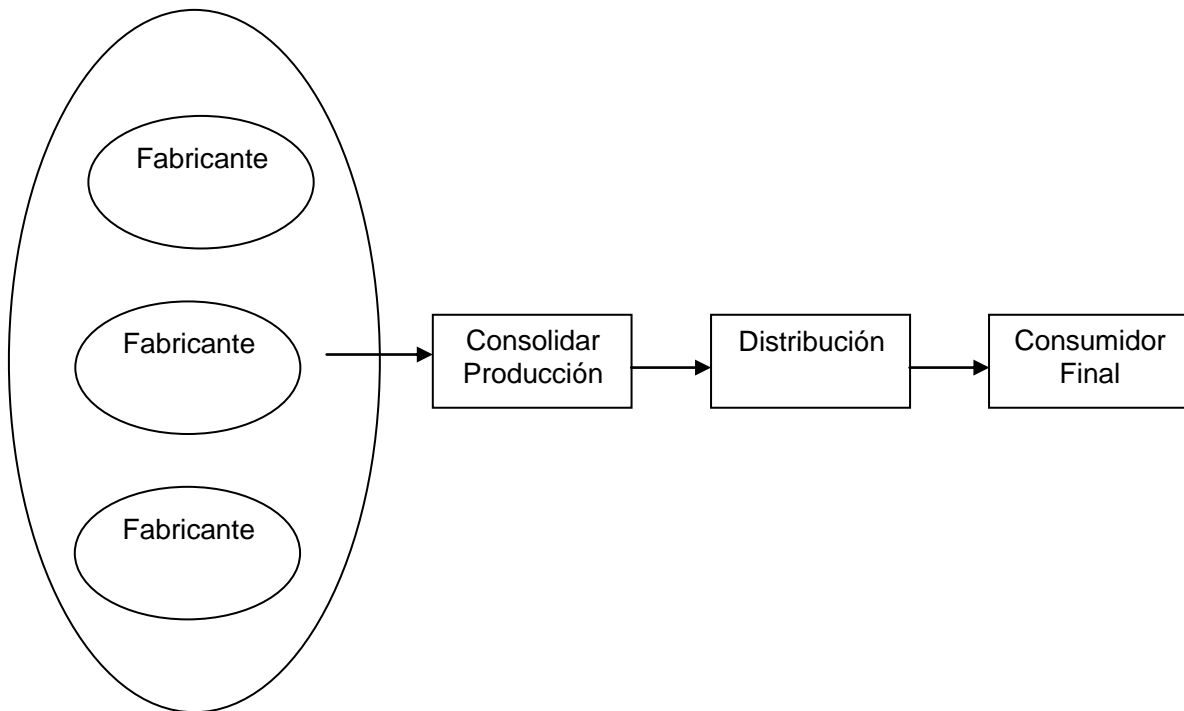 Fabricante
Fabricante
Fabricante
Consolidar
Producción
Distribución
Consumidor
Final